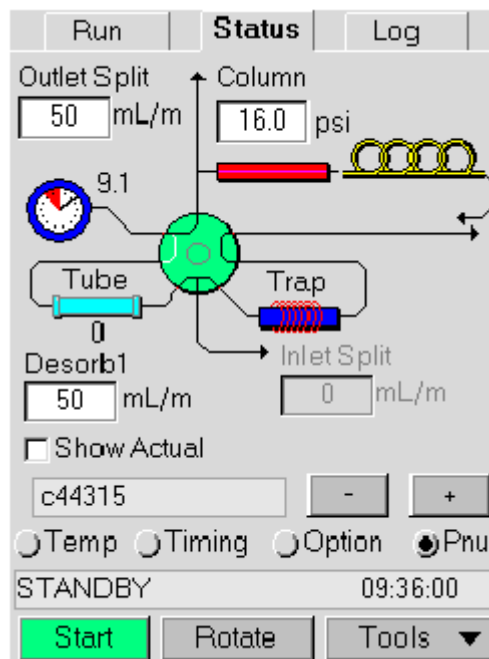 Run Status Log
Outlet Split Column
50 mL/m 16.0 psi
9.1
Tube Trap
0
Desorb1 Inlet Split
50 mL/m 0 mL/m
Show Actual
c44315 - +
Temp Timing Option Pnu
STANDBY 09:36:00
Start Rotate Tools